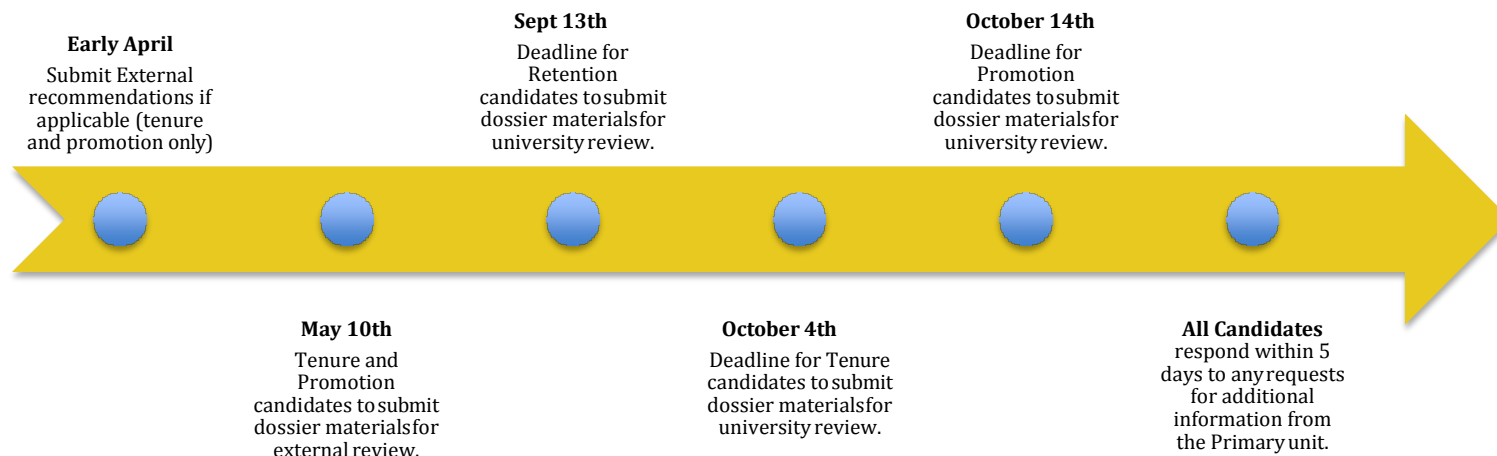 Early April
Submit External
recommendations if
applicable (tenure
and promotion only)
May 10th
Tenure and
Promotion
candidates to submit
dossier materials for
external review.
Sept 13th
Deadline for
Retention
candidates to submit
dossier materials for
university review.
October 4th
Deadline for Tenure
candidates to submit
dossier materials for
university review.
October 14th
Deadline for
Promotion
candidates to submit
dossier materials for
university review.
All Candidates
respond within 5
days to any requests
for additional
information from
the Primary unit.